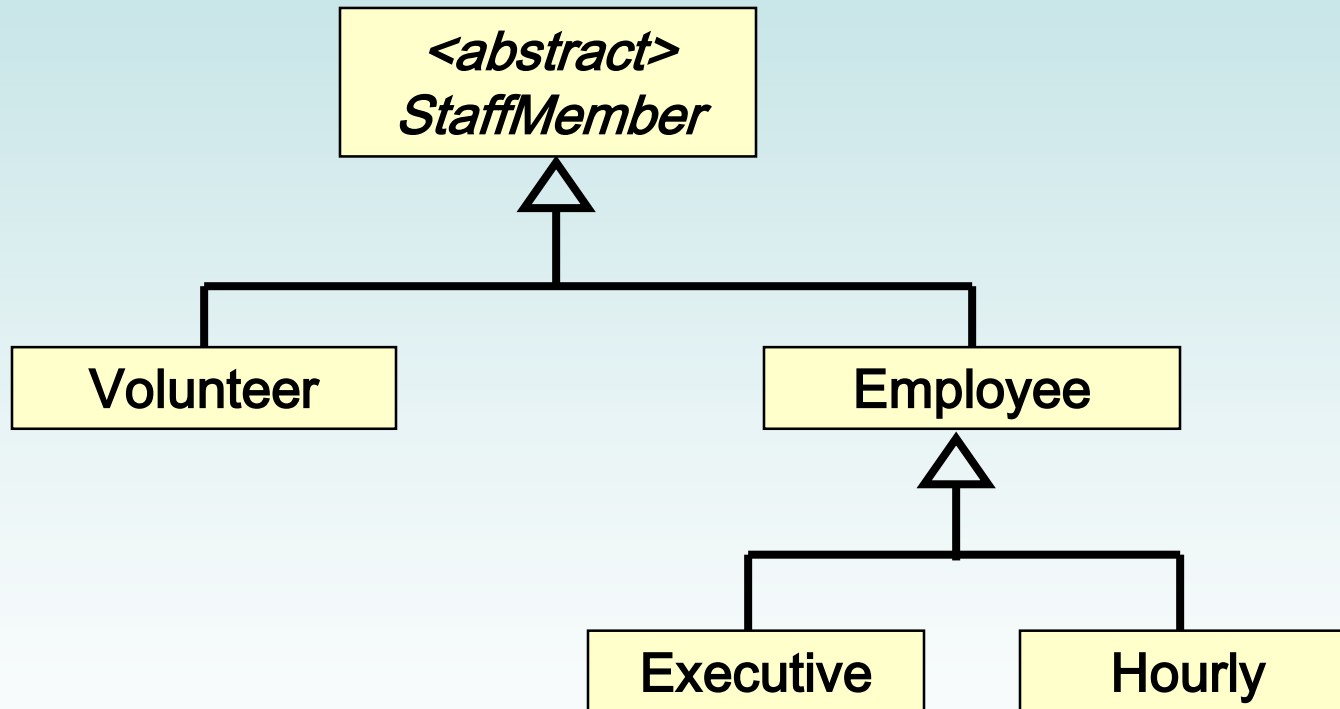 <abstract>
StaffMember
Volunteer
Employee
Executive
Hourly